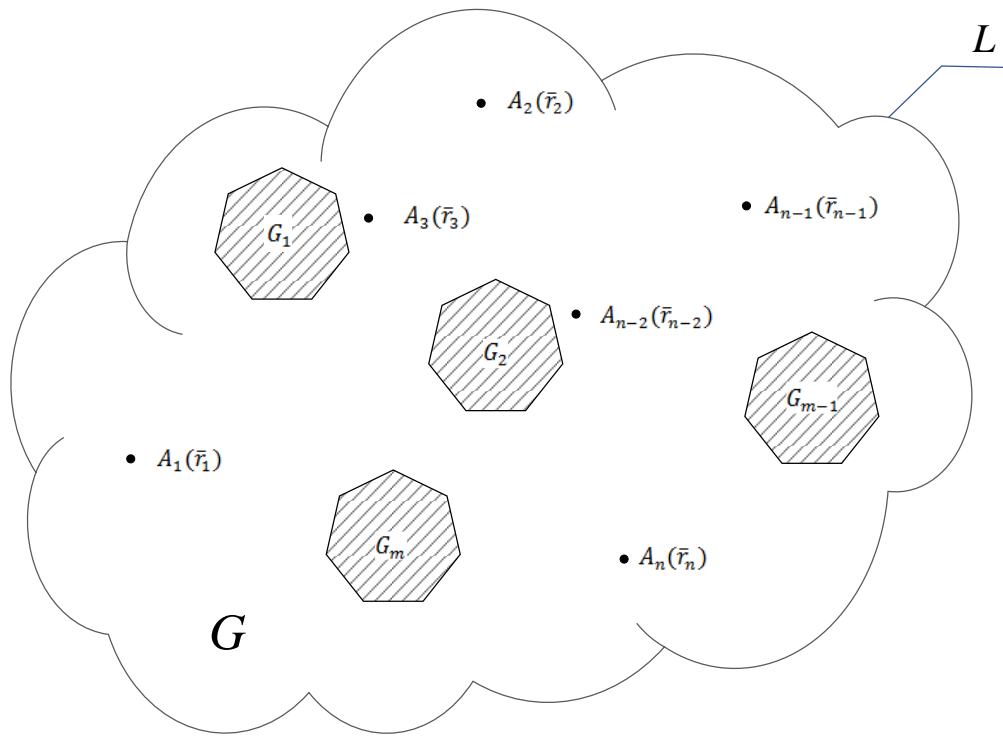 L
A₂(r̄₂)
A₃(r̄₃)
Aₙ₋₁(r̄ₙ₋₁)
G₁
Aₙ₋₂(r̄ₙ₋₂)
G₂
Gₘ₋₁
A₁(r̄₁)
Gₘ
Aₙ(r̄ₙ)
G